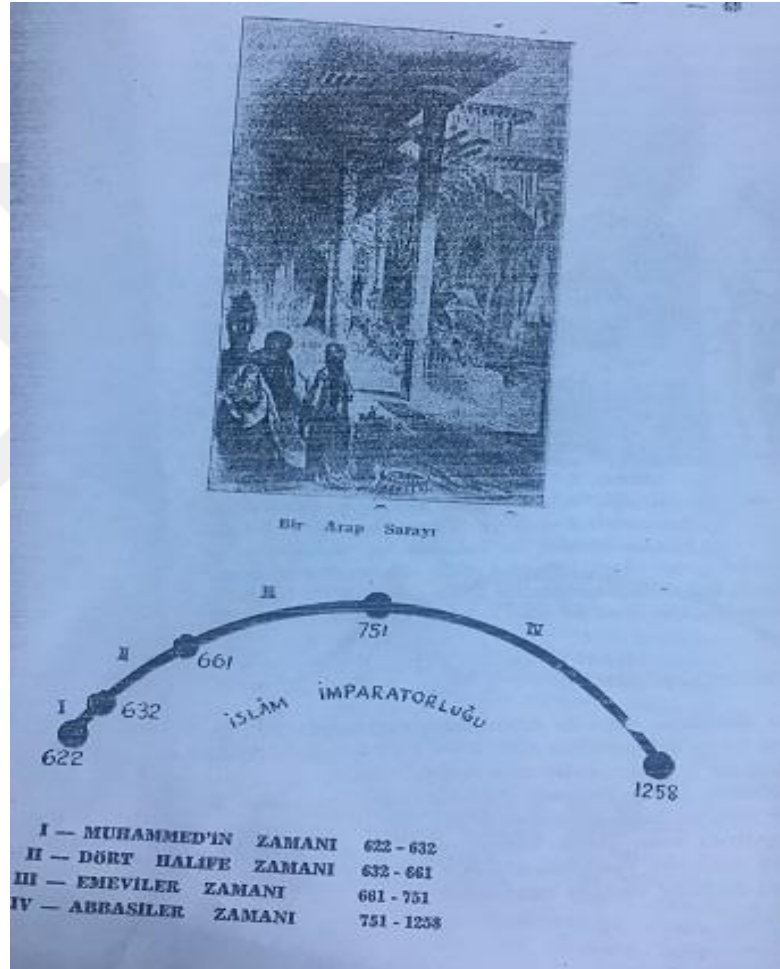 — 69
Bir Arap Sarayı
III
751
IV
II
661
I
632
İSLÂM İMPARATORLUĞU
622
1258
I — MUHAMMED'İN ZAMANI 622 - 632
II — DÖRT HALİFE ZAMANI 632 - 661
III — EMEVİLER ZAMANI 661 - 751
IV — ABBASİLER ZAMANI 751 - 1258